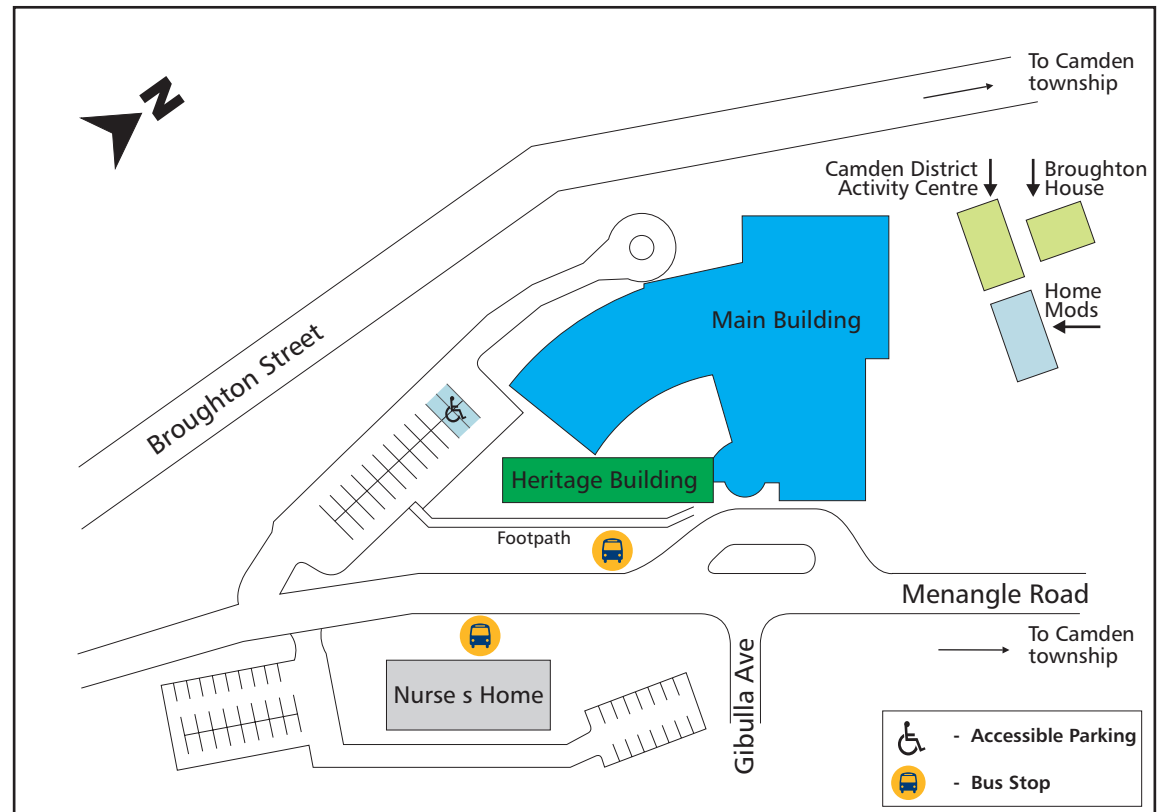 N
To Camden
township
Camden District
Activity Centre
Broughton
House
Home
Mods
Main Building
Broughton Street
Heritage Building
Footpath
Menangle Road
To Camden
township
Nurse s Home
Gibulla Ave
- Accessible Parking
- Bus Stop